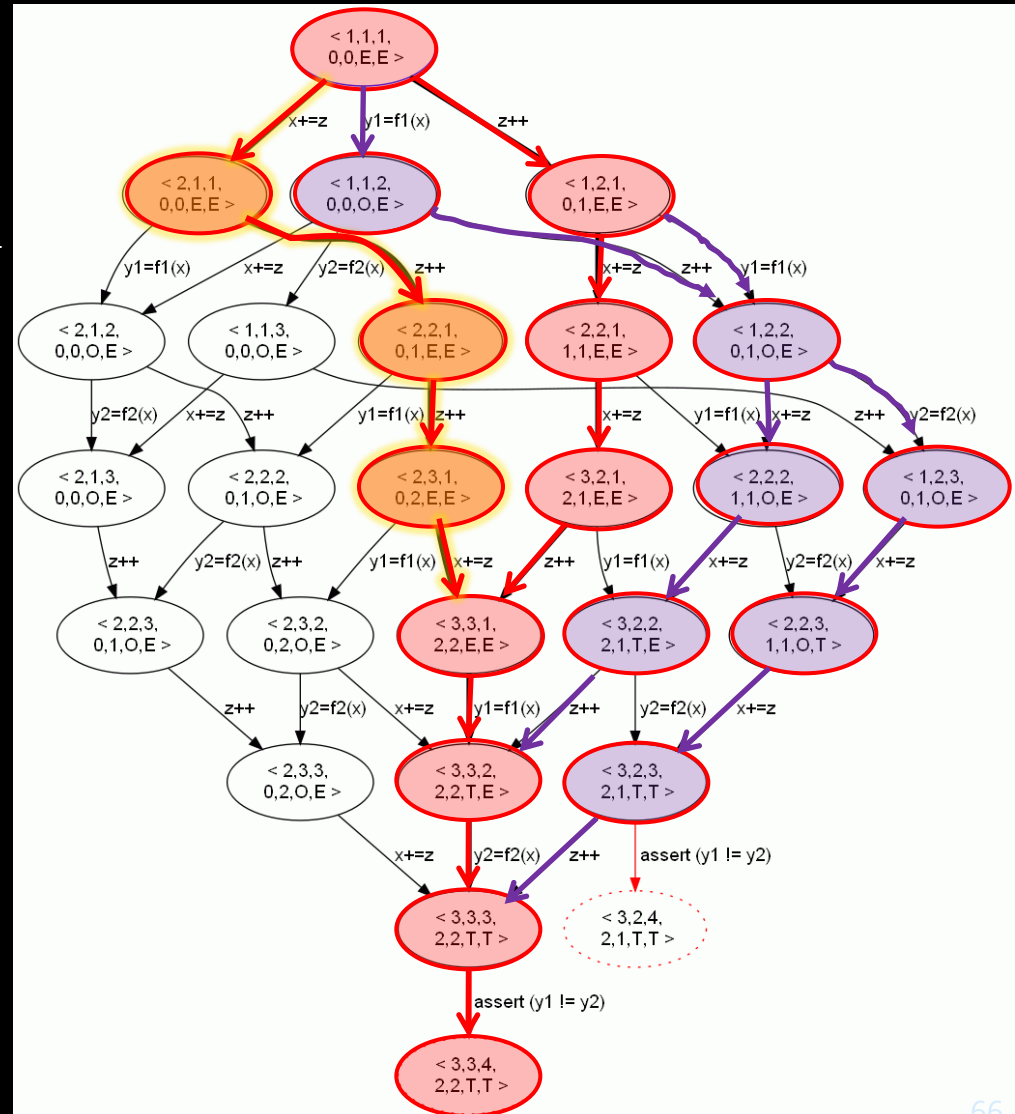 < 1,1,1,
0,0,E,E >
x+=z
y1=f1(x)
z++
< 2,1,1,
0,0,E,E >
< 1,1,2,
0,0,O,E >
< 1,2,1,
0,1,E,E >
y1=f1(x)
x+=z
y2=f2(x)
z++
x+=z
z++
y1=f1(x)
< 2,1,2,
0,0,O,E >
< 1,1,3,
0,0,O,E >
< 2,2,1,
0,1,E,E >
< 2,2,1,
1,1,E,E >
< 1,2,2,
0,1,O,E >
y2=f2(x)
x+=z
z++
y1=f1(x)
z++
x+=z
y1=f1(x)
x+=z
z++
y2=f2(x)
< 2,1,3,
0,0,O,E >
< 2,2,2,
0,1,O,E >
< 2,3,1,
0,2,E,E >
< 3,2,1,
2,1,E,E >
< 2,2,2,
1,1,O,E >
< 1,2,3,
0,1,O,E >
z++
y2=f2(x)
z++
y1=f1(x)
x+=z
z++
y1=f1(x)
x+=z
y2=f2(x)
x+=z
< 2,2,3,
0,1,O,E >
< 2,3,2,
0,2,O,E >
< 3,3,1,
2,2,E,E >
< 3,2,2,
2,1,T,E >
< 2,2,3,
1,1,O,T >
z++
y2=f2(x)
x+=z
y1=f1(x)
z++
y2=f2(x)
x+=z
< 2,3,3,
0,2,O,E >
< 3,3,2,
2,2,T,E >
< 3,2,3,
2,1,T,T >
x+=z
y2=f2(x)
z++
assert (y1 != y2)
< 3,3,3,
2,2,T,T >
< 3,2,4,
2,1,T,T >
assert (y1 != y2)
< 3,3,4,
2,2,T,T >
66